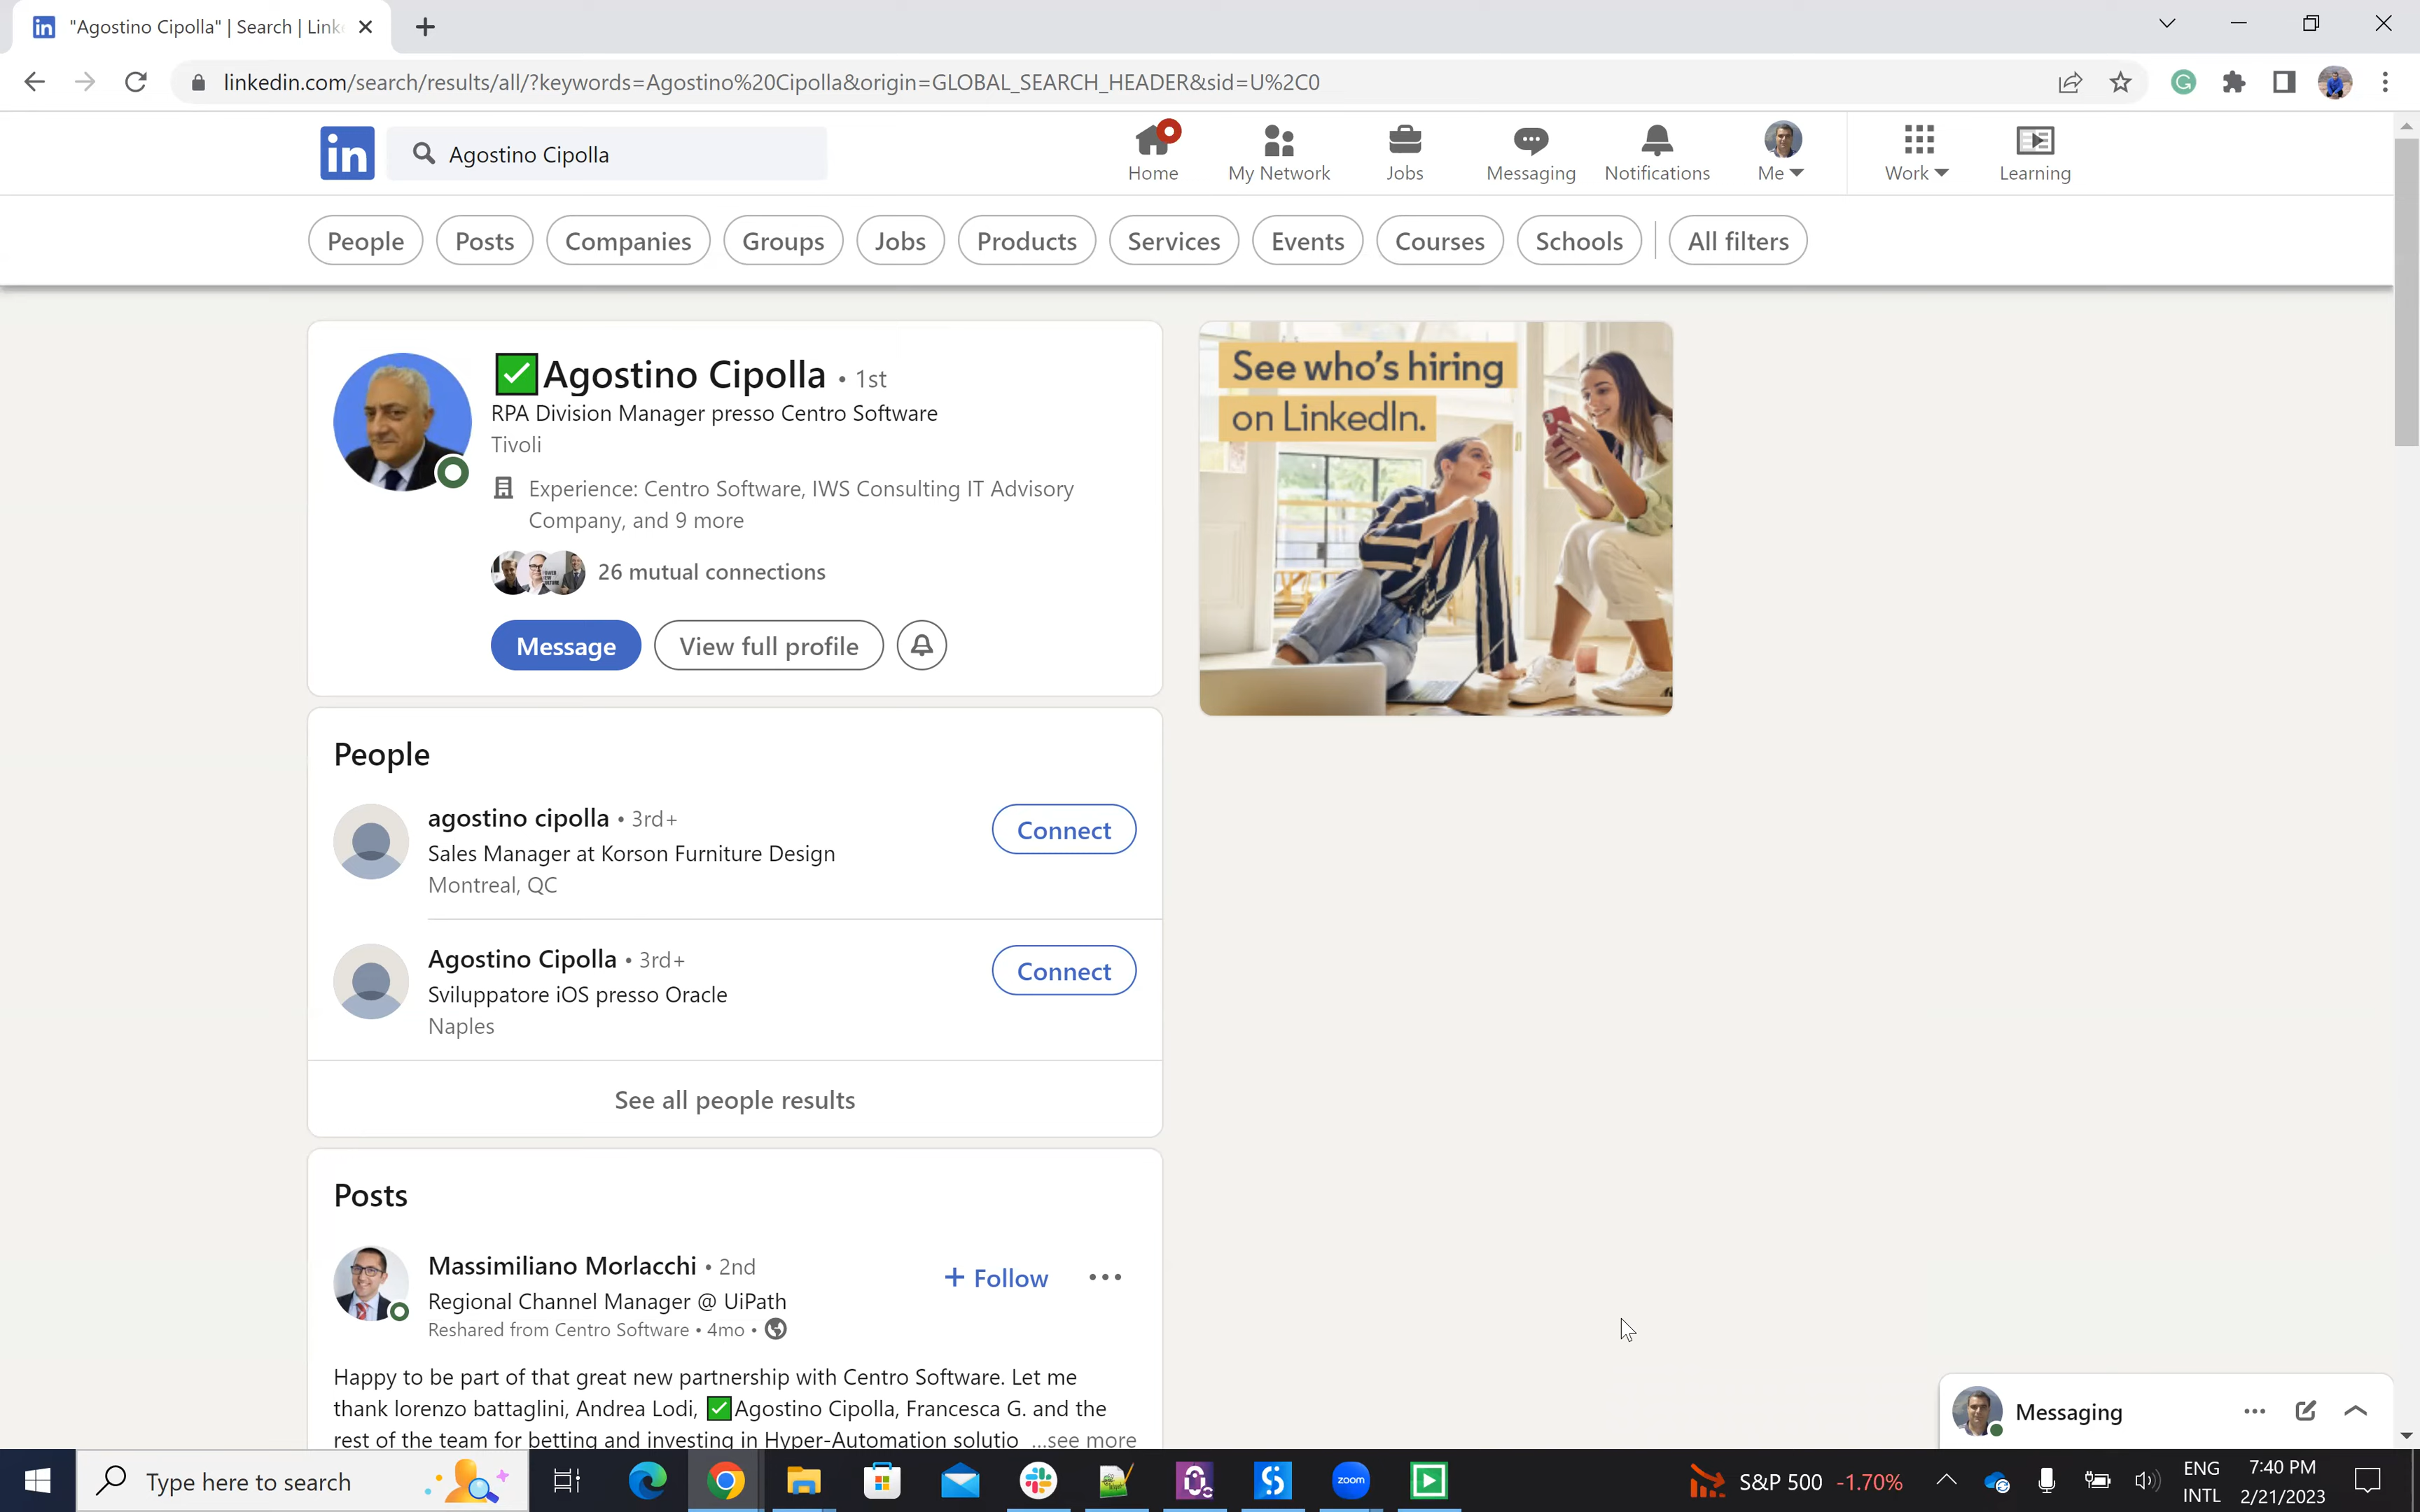 "Agostino Cipolla" | Search | Link
linkedin.com/search/results/all/?keywords=Agostino%20Cipolla&origin=GLOBAL_SEARCH_HEADER&sid=U%2C0
in
Agostino Cipolla
Home
My Network
Jobs
Messaging
Notifications
Me
Work
Learning
People
Posts
Companies
Groups
Jobs
Products
Services
Events
Courses
Schools
All filters
✅Agostino Cipolla • 1st
RPA Division Manager presso Centro Software
Tivoli
Experience: Centro Software, IWS Consulting IT Advisory
Company, and 9 more
26 mutual connections
Message
View full profile
See who's hiring
on LinkedIn.
People
agostino cipolla • 3rd+
Sales Manager at Korson Furniture Design
Montreal, QC
Connect
Agostino Cipolla • 3rd+
Sviluppatore iOS presso Oracle
Naples
Connect
See all people results
Posts
Massimiliano Morlacchi • 2nd
Regional Channel Manager @ UiPath
Reshared from Centro Software • 4mo •
+ Follow
Happy to be part of that great new partnership with Centro Software. Let me
thank lorenzo battaglini, Andrea Lodi, ✅Agostino Cipolla, Francesca G. and the
rest of the team for betting and investing in Hyper-Automation solutio ...see more
Messaging
Type here to search
zoom
S&P 500 -1.70%
ENG
INTL
7:40 PM
2/21/2023